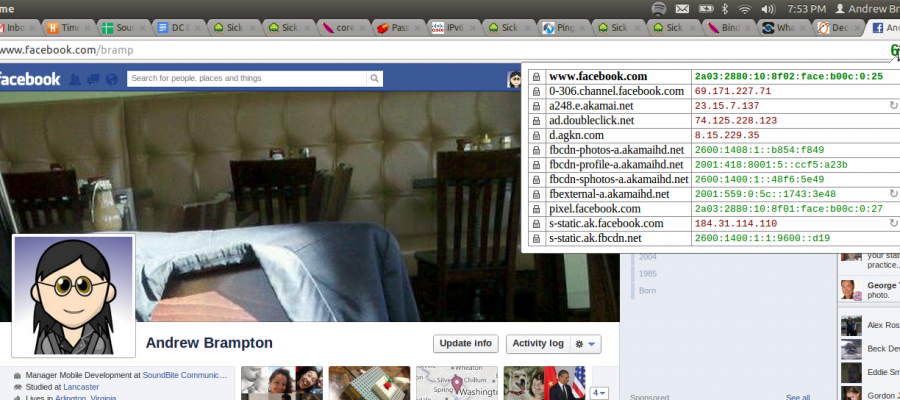 me
7:53 PM
Andrew Br
Inbo
Time
Sour
DC
Sick
Sick
core
Pass
IPv6
Sick
Ping
Sick
Sick
Bind
Wha
Dec
And
www.facebook.com/bramp
6
facebook
Search for people, places and things
www.facebook.com 2a03:2880:10:8f02:face:b00c:0:25
0-306.channel.facebook.com 69.171.227.71
a248.e.akamai.net 23.15.7.137
ad.doubleclick.net 74.125.228.123
d.agkn.com 8.15.229.35
fbcdn-photos-a.akamaihd.net 2600:1408:1::b854:f849
fbcdn-profile-a.akamaihd.net 2001:418:8001:5::ccf5:a23b
fbcdn-sphotos-a.akamaihd.net 2600:1400:1::48f6:5e49
fbexternal-a.akamaihd.net 2001:559:0:5c::1743:3e48
pixel.facebook.com 2a03:2880:10:8f01:face:b00c:0:27
s-static.ak.facebook.com 184.31.114.110
s-static.ak.fbcdn.net 2600:1400:1:1:9600::d19
2004
1985
Born
your stat
practice..
George
photo.
Alex Ros
Beck Dev
Eddie Sm
Gordon J
Andrew Brampton
Update info
Activity log
Manager Mobile Development at SoundBite Communic...
Studied at Lancaster
Lives in Arlington, Virginia
Wheaton
Silver
Chillum
Washingt
4
Sponsored
See all